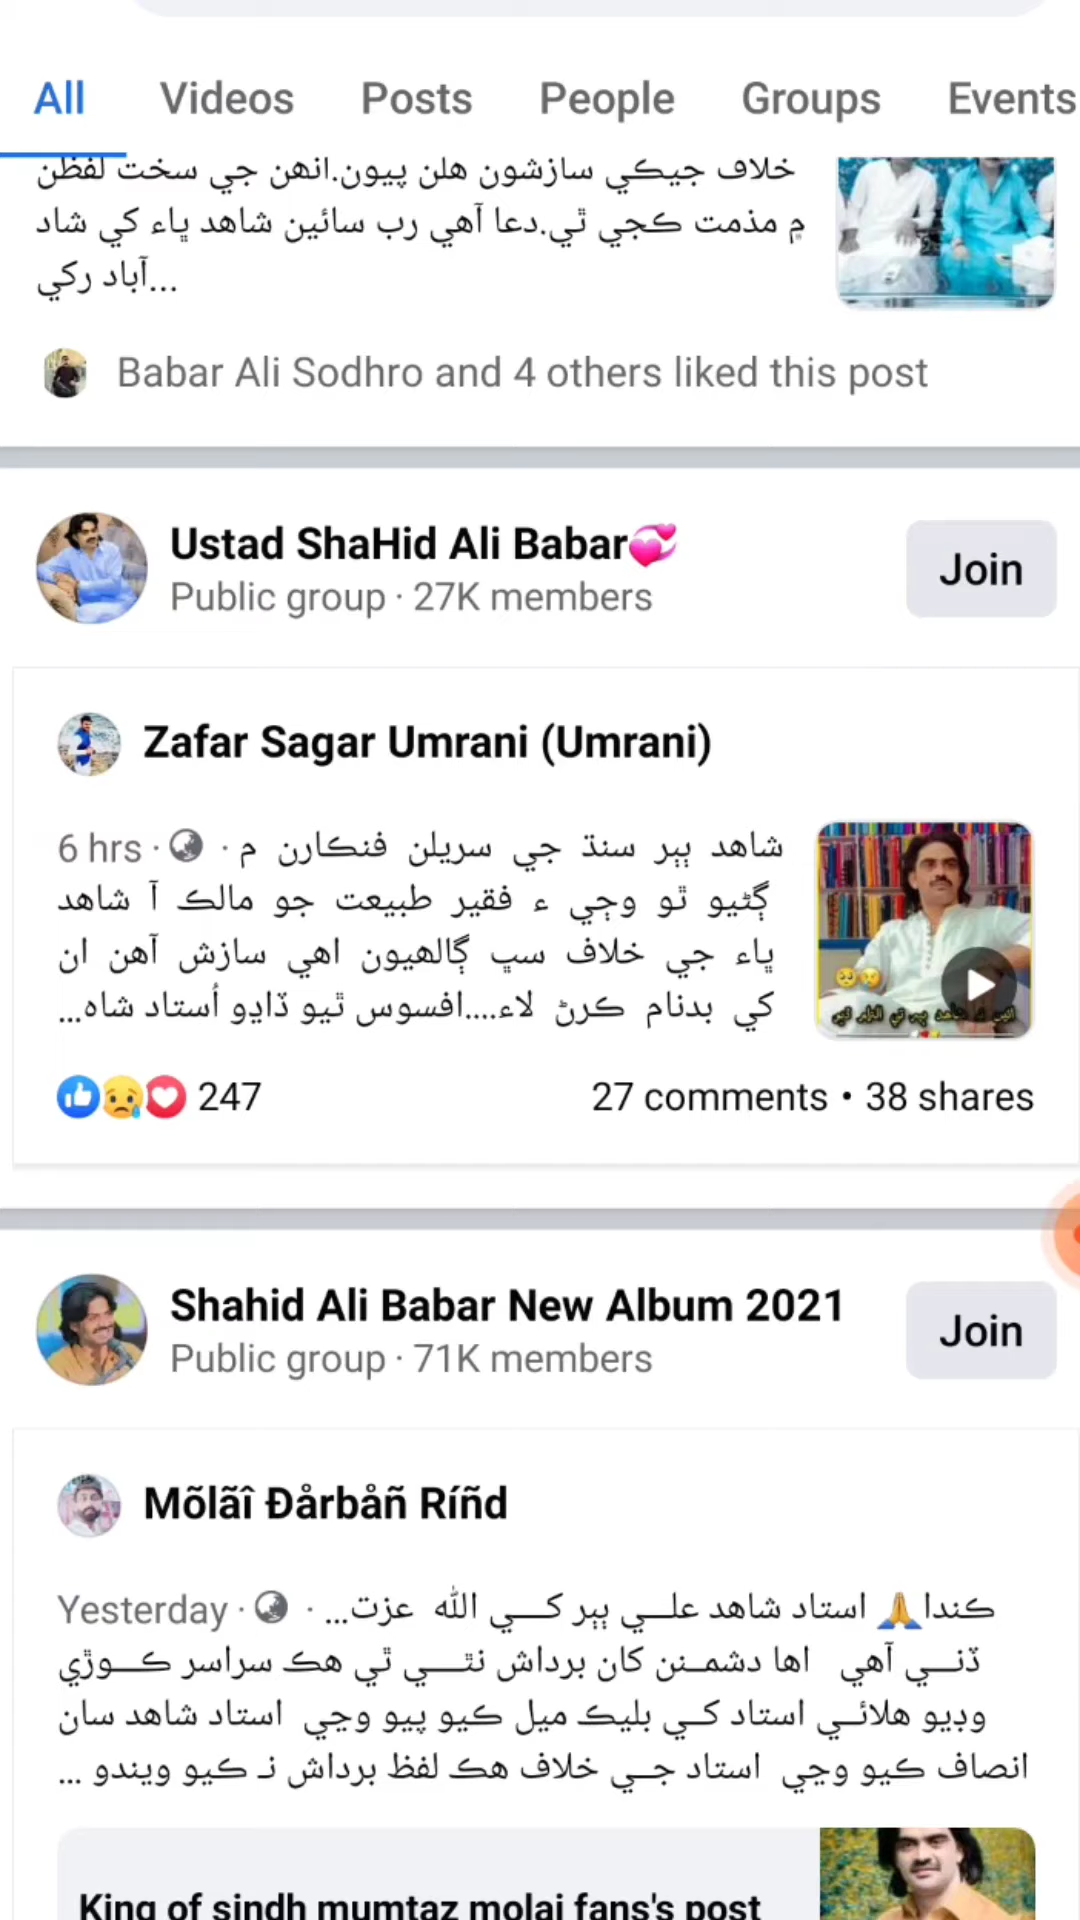 All Videos Posts People Groups Events
خلاف جيڪي سازشون هلن پيون.انهن جي سخت لفظن
۾ مذمت ڪجي ٿي.دعا آهي رب سائين شاهد ڀاء کي شاد
آباد رکي...
Babar Ali Sodhro and 4 others liked this post
Ustad ShaHid Ali Babar💞
Public group · 27K members
Join
Zafar Sagar Umrani (Umrani)
6 hrs · شاهد ٻٻر سنڌ جي سريلن فنڪارن ۾
ڳڻيو ٿو وڃي ۽ فقير طبيعت جو مالڪ آ شاهد
ڀاء جي خلاف سڀ ڳالهيون اهي سازش آهن ان
کي بدنام ڪرڻ لاء....افسوس ٿيو ڏاڍو اُستاد شاه...
247
27 comments • 38 shares
Shahid Ali Babar New Album 2021
Public group · 71K members
Join
Mõlãî Ðårbåñ Ríñd
Yesterday · ڪندا🙏 استاد شاهد علي ٻٻر کي الله عزت...
ڏني آهي اها دشمنن کان برداش نٿي ٿي هڪ سراسر ڪوڙي
وڊيو هلائي استاد کي بليڪ ميل ڪيو پيو وڃي استاد شاهد سان
انصاف ڪيو وڃي استاد جي خلاف هڪ لفظ برداش نـ ڪيو ويندو ...
King of sindh mumtaz molai fans's post